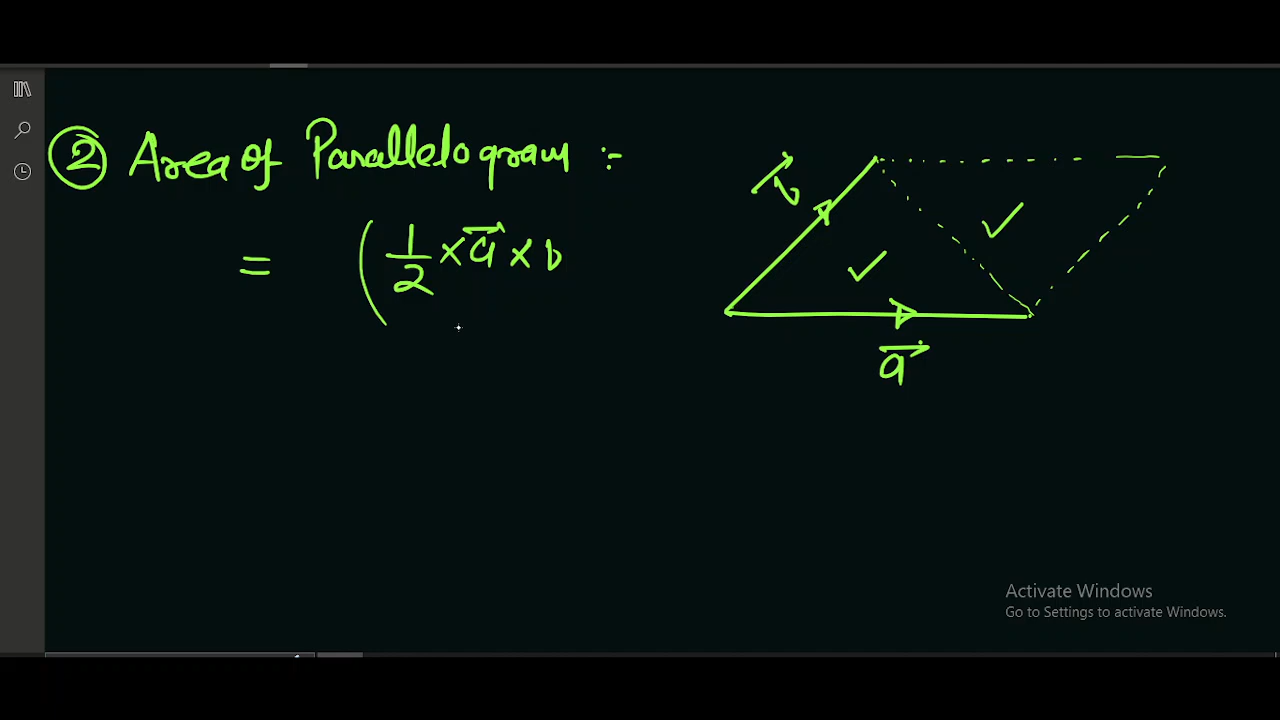 ② Area of Parallelogram :-
= ( 1/2 × a⃗ × b
a⃗
Activate Windows
Go to Settings to activate Windows.